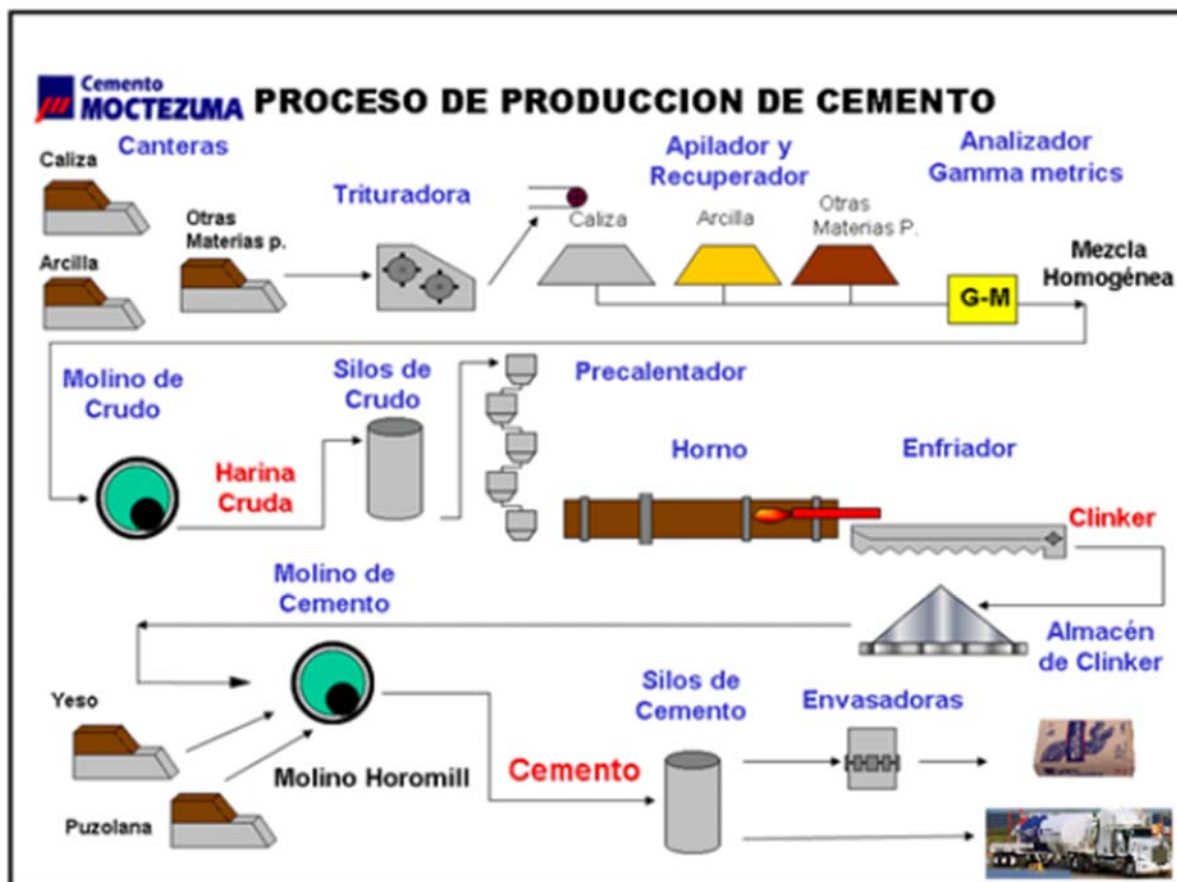 Cemento
MOCTEZUMA
PROCESO DE PRODUCCION DE CEMENTO
Canteras
Caliza
Otras
Materias p.
Arcilla
Trituradora
Apilador y
Recuperador
Caliza
Arcilla
Otras
Materias P.
Analizador
Gamma metrics
G-M
Mezcla
Homogénea
Molino de
Crudo
Harina
Cruda
Silos de
Crudo
Precalentador
Horno
Enfriador
Clinker
Almacén
de Clinker
Molino de
Cemento
Yeso
Puzolana
Molino Horomill
Cemento
Silos de
Cemento
Envasadoras